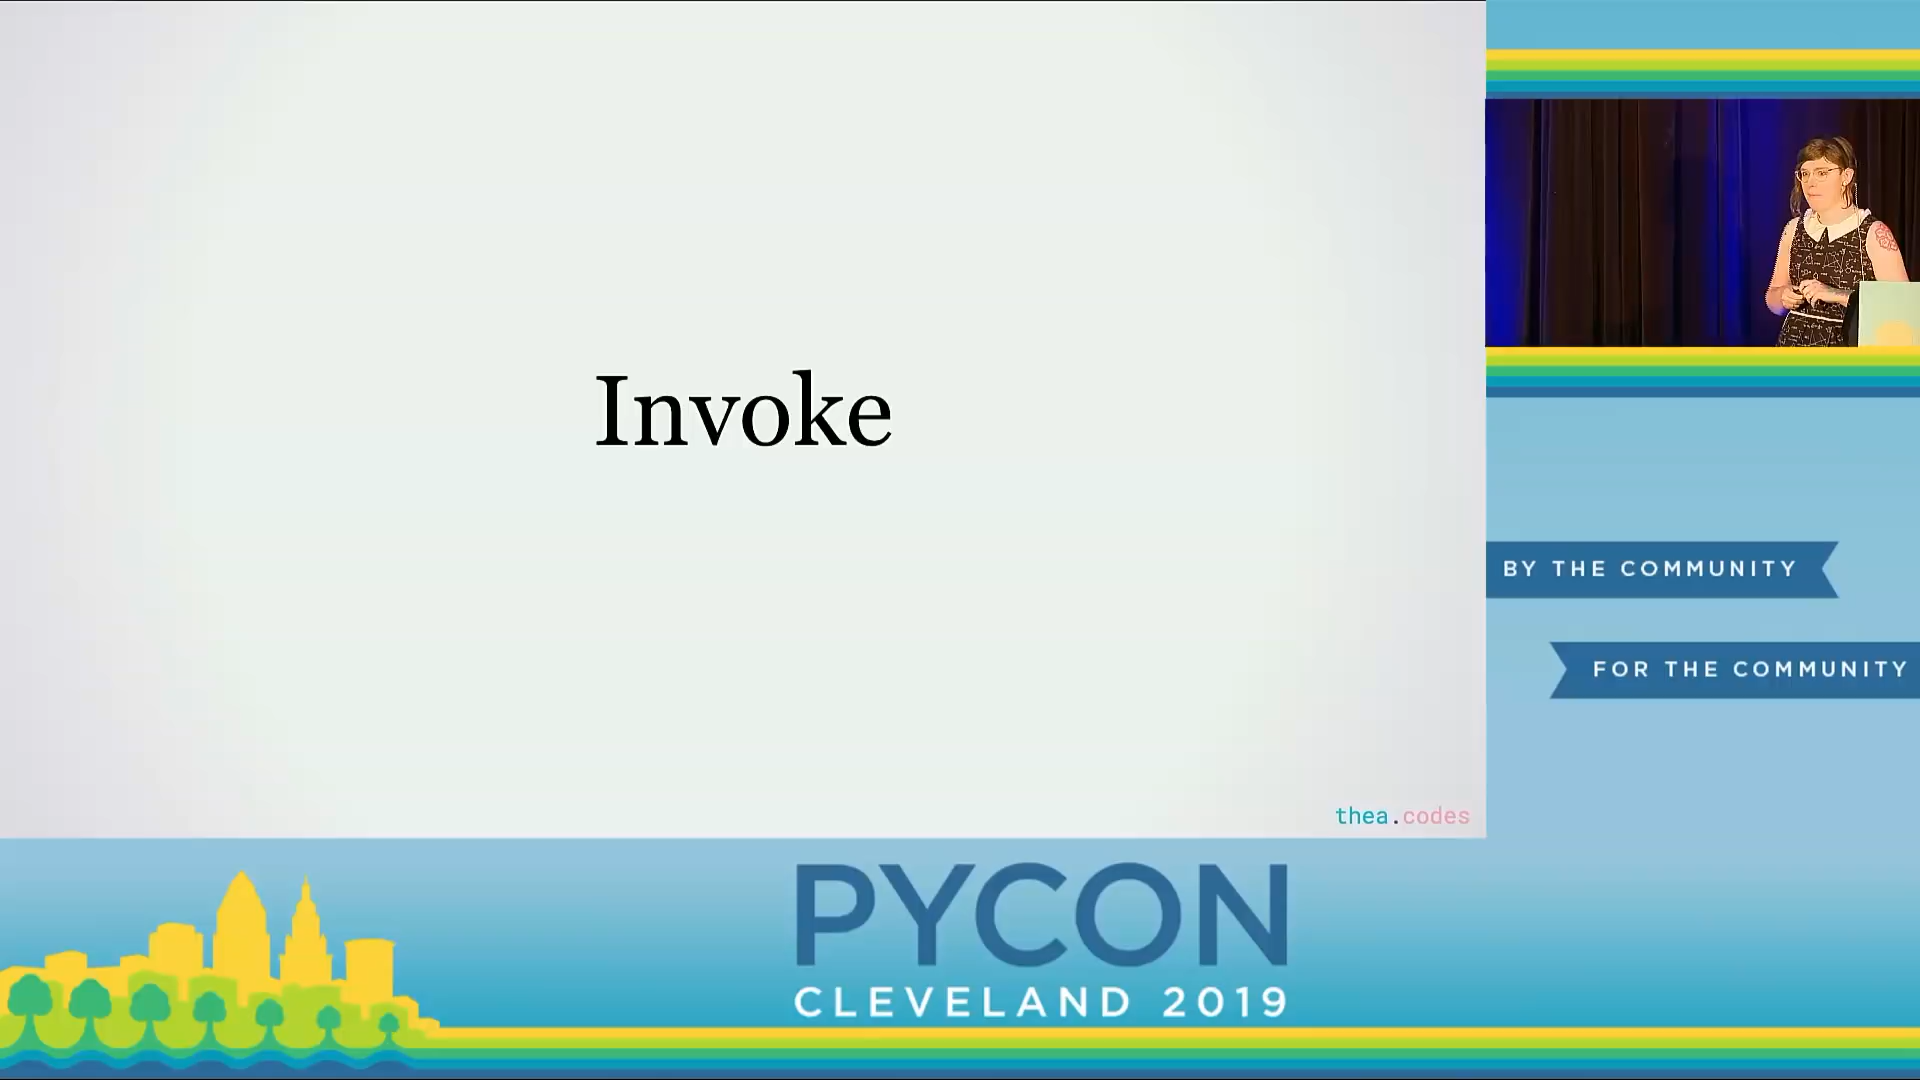 Invoke
thea.codes
BY THE COMMUNITY
FOR THE COMMUNITY
PYCON
CLEVELAND 2019